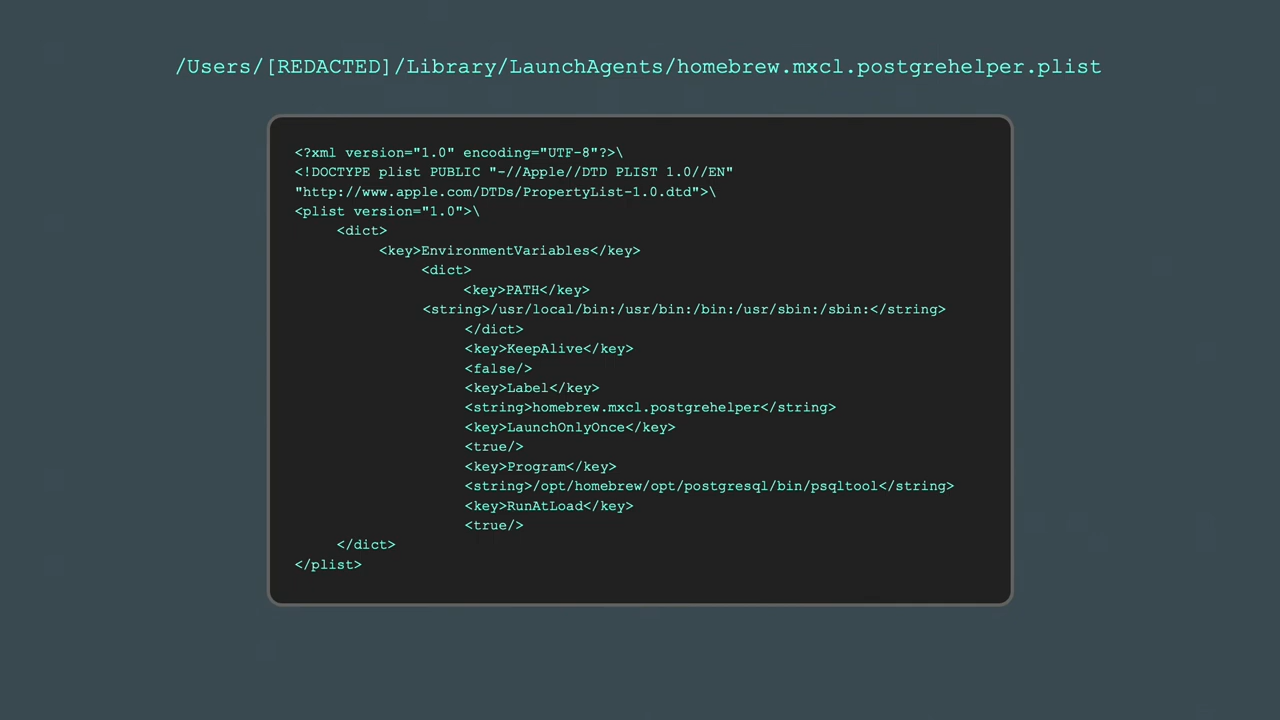 /Users/[REDACTED]/Library/LaunchAgents/homebrew.mxcl.postgrehelper.plist
<?xml version="1.0" encoding="UTF-8"?>\
<!DOCTYPE plist PUBLIC "-//Apple//DTD PLIST 1.0//EN"
"http://www.apple.com/DTDs/PropertyList-1.0.dtd">\
<plist version="1.0">\
<dict>
<key>EnvironmentVariables</key>
<dict>
<key>PATH</key>
<string>/usr/local/bin:/usr/bin:/bin:/usr/sbin:/sbin:</string>
</dict>
<key>KeepAlive</key>
<false/>
<key>Label</key>
<string>homebrew.mxcl.postgrehelper</string>
<key>LaunchOnlyOnce</key>
<true/>
<key>Program</key>
<string>/opt/homebrew/opt/postgresql/bin/psqltool</string>
<key>RunAtLoad</key>
<true/>
</dict>
</plist>